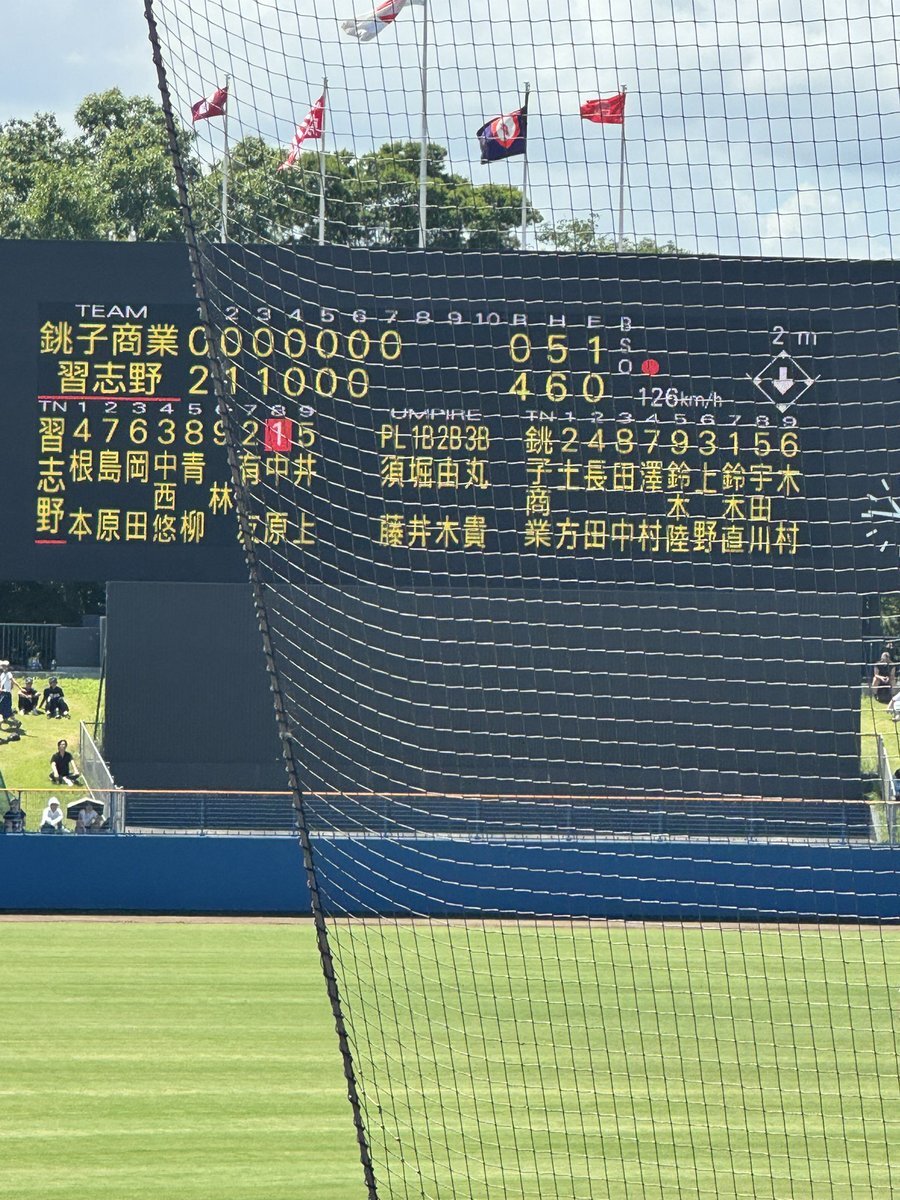 TEAM 2 3 4 5 6 7 8 9 10 B H E
銚子商業 0 0 0 0 0 0 0 0 5 1
習志野 2 1 1 0 0 0 4 6 0
B
S
O
126km/h
2 m
TN 1 2 3 4 5 6 7 8 9
習志野 4 7 6 3 8 9 2 1 5
根本 島原 岡田 中西悠 青柳 林 有友 中原 井上
UMPIRE
PL 1B 2B 3B
須藤 堀井 由木 丸貴
TN 1 2 3 4 5 6 7 8 9
銚子商業 2 4 8 7 9 3 1 5 6
土方 長田 田中 澤村 鈴木陸 上野 鈴木直 宇田川 木村